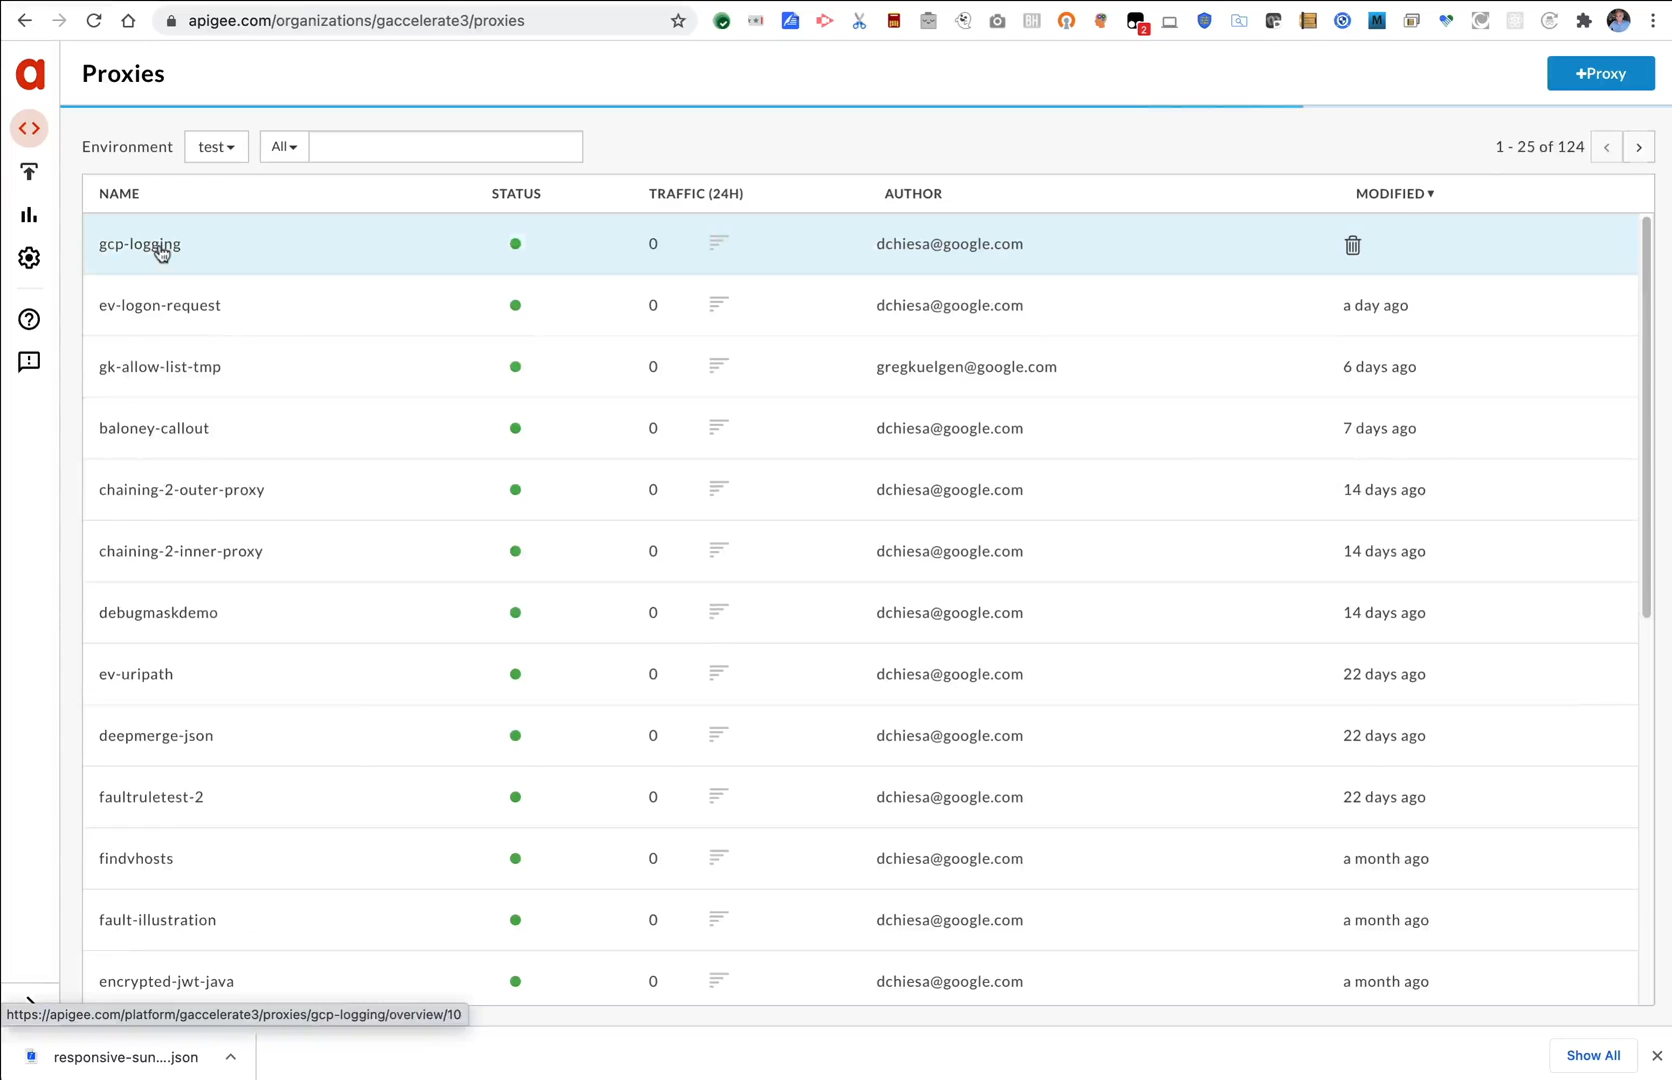 apigee.com/organizations/gaccelerate3/proxies
BH
2
M
a
Proxies
+Proxy
Environment
test
All
1 - 25 of 124
NAME STATUS TRAFFIC (24H) AUTHOR MODIFIED
gcp-logging 0 dchiesa@google.com
ev-logon-request 0 dchiesa@google.com a day ago
gk-allow-list-tmp 0 gregkuelgen@google.com 6 days ago
baloney-callout 0 dchiesa@google.com 7 days ago
chaining-2-outer-proxy 0 dchiesa@google.com 14 days ago
chaining-2-inner-proxy 0 dchiesa@google.com 14 days ago
debugmaskdemo 0 dchiesa@google.com 14 days ago
ev-uripath 0 dchiesa@google.com 22 days ago
deepmerge-json 0 dchiesa@google.com 22 days ago
faultruletest-2 0 dchiesa@google.com 22 days ago
findvhosts 0 dchiesa@google.com a month ago
fault-illustration 0 dchiesa@google.com a month ago
encrypted-jwt-java 0 dchiesa@google.com a month ago
https://apigee.com/platform/gaccelerate3/proxies/gcp-logging/overview/10
responsive-sun....json
Show All